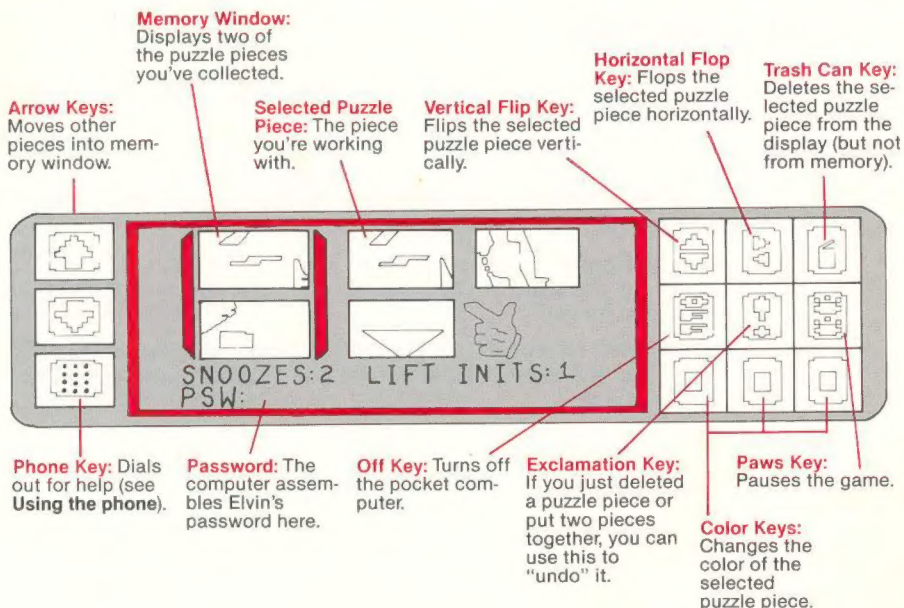 Memory Window:
Displays two of
the puzzle pieces
you've collected.
Arrow Keys:
Moves other
pieces into mem-
ory window.
Selected Puzzle
Piece: The piece
you're working
with.
Vertical Flip Key:
Flips the selected
puzzle piece verti-
cally.
Horizontal Flop
Key: Flops the
selected puzzle
piece horizontally.
Trash Can Key:
Deletes the se-
lected puzzle
piece from the
display (but not
from memory).
SNOOZES:2 LIFT INITS:1
PSW:
Phone Key: Dials
out for help (see
Using the phone).
Password: The
computer assem-
bles Elvin's
password here.
Off Key: Turns off
the pocket com-
puter.
Exclamation Key:
If you just deleted
a puzzle piece or
put two pieces
together, you can
use this to
"undo" it.
Paws Key:
Pauses the game.
Color Keys:
Changes the
color of the
selected
puzzle piece.